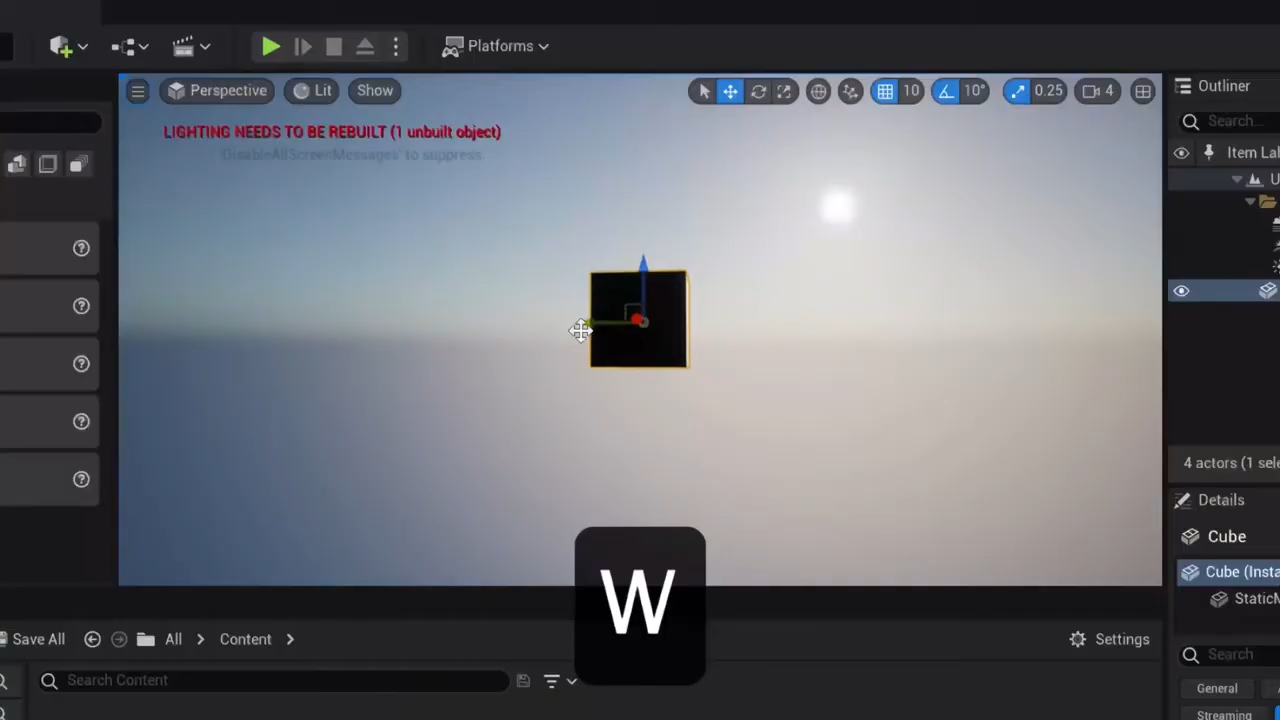 Platforms
Perspective
Lit
Show
10
10°
0.25
4
Outliner
LIGHTING NEEDS TO BE REBUILT (1 unbuilt object)
'DisableAllScreenMessages' to suppress
Search...
Item La
U
4 actors (1 sele
Details
Cube
Cube (Insta
StaticM
W
Save All
All
Content
Settings
Search Content
Search
General
Streaming